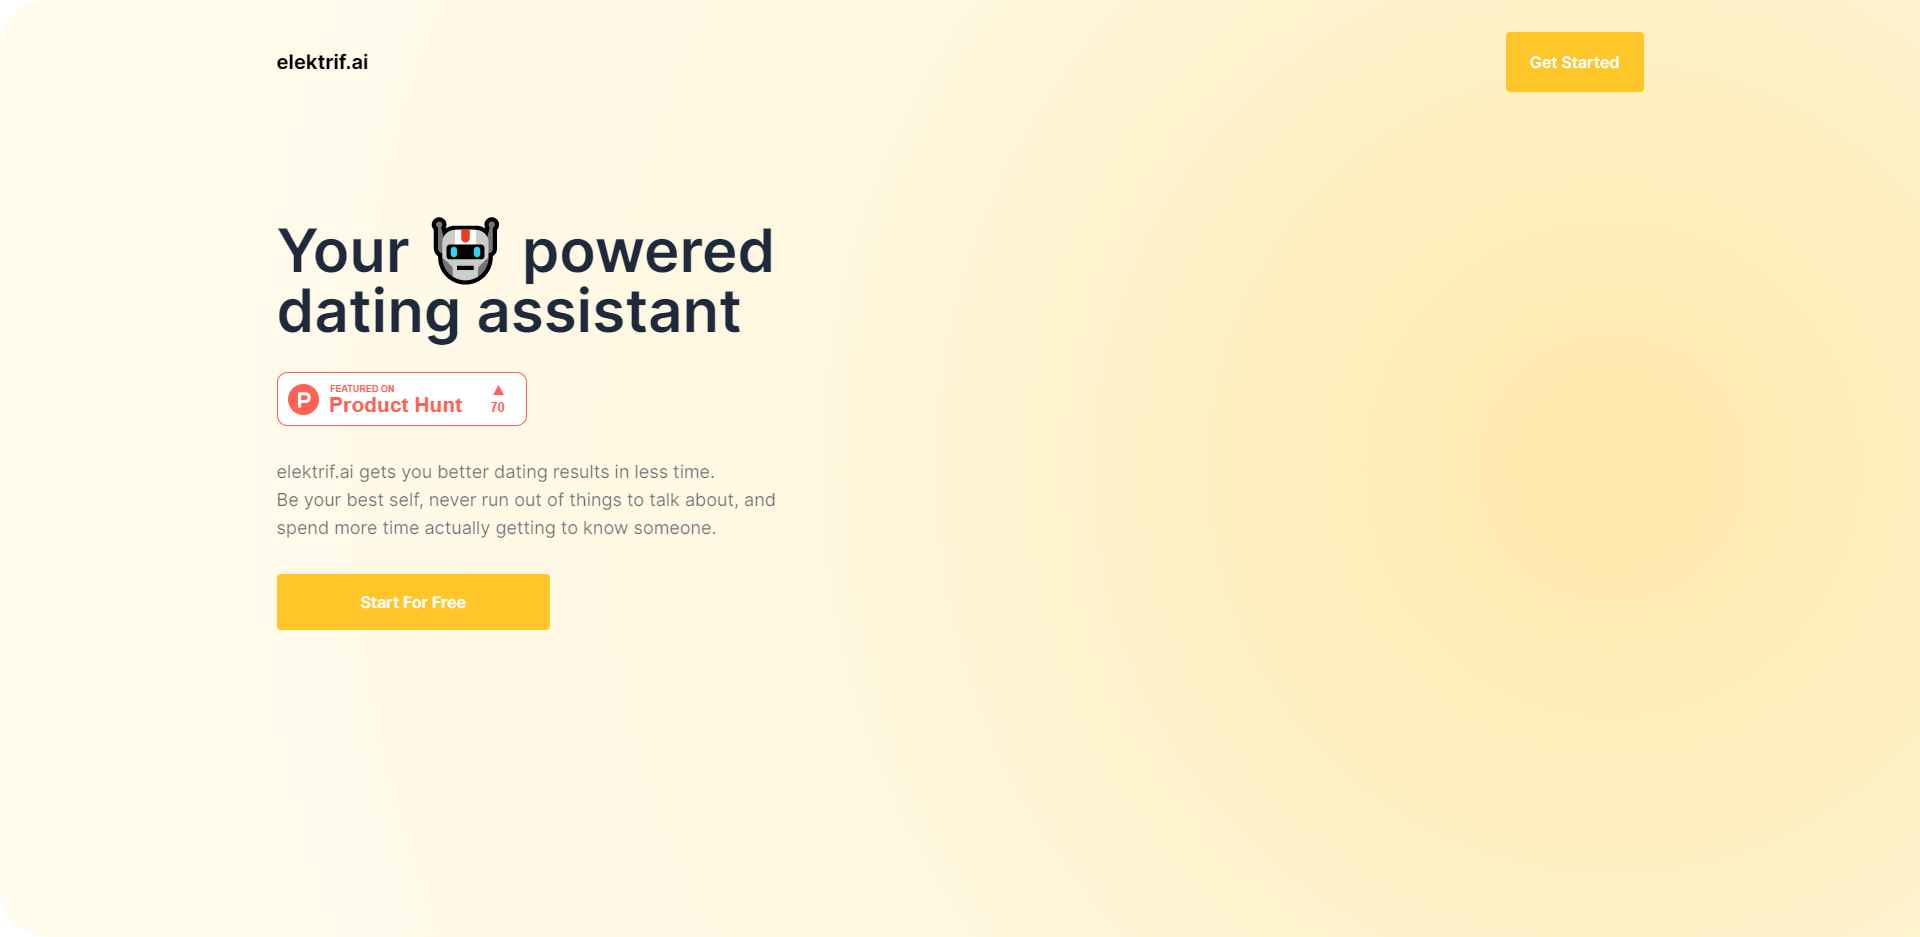 elektrif.ai
Get Started
Your powered
dating assistant
FEATURED ON
Product Hunt
70
elektrif.ai gets you better dating results in less time.
Be your best self, never run out of things to talk about, and
spend more time actually getting to know someone.
Start For Free